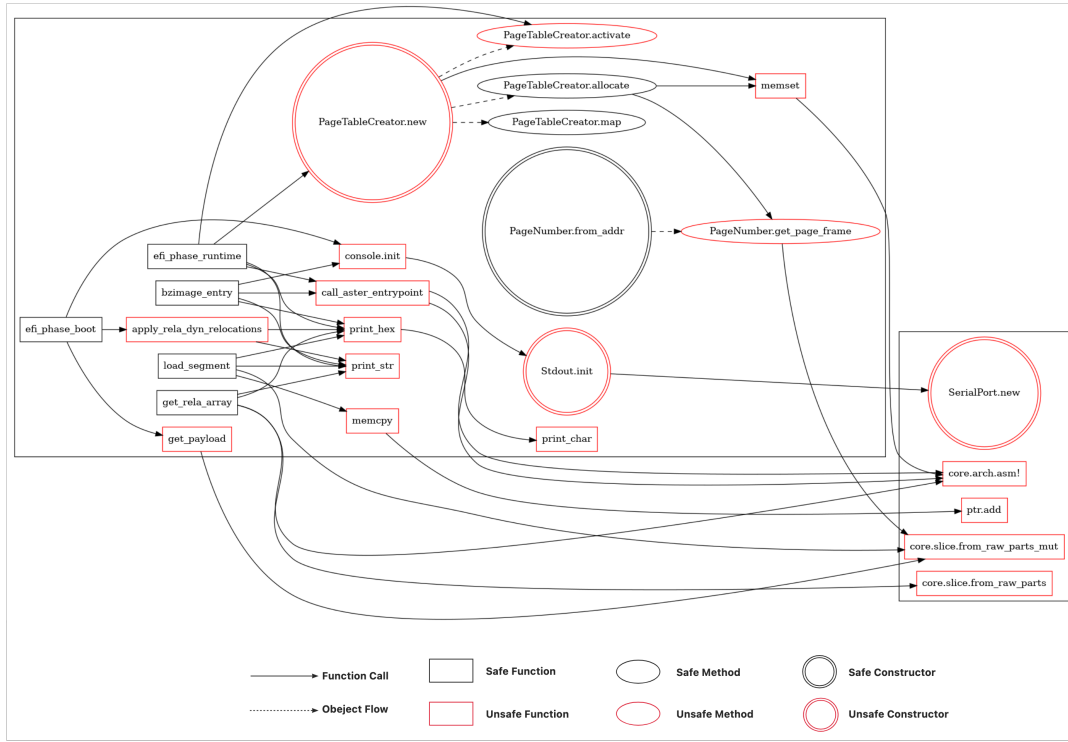 PageTableCreator.activate
PageTableCreator.allocate
memset
PageTableCreator.new
PageTableCreator.map
PageNumber.from_addr
PageNumber.get_page_frame
efi_phase_runtime
console.init
bzimage_entry
call_aster_entrypoint
efi_phase_boot
apply_rela_dyn_relocations
print_hex
load_segment
print_str
Stdout.init
SerialPort.new
get_rela_array
memcpy
get_payload
print_char
core.arch.asm!
ptr.add
core.slice.from_raw_parts_mut
core.slice.from_raw_parts
Function Call
Safe Function
Safe Method
Safe Constructor
Obeject Flow
Unsafe Function
Unsafe Method
Unsafe Constructor